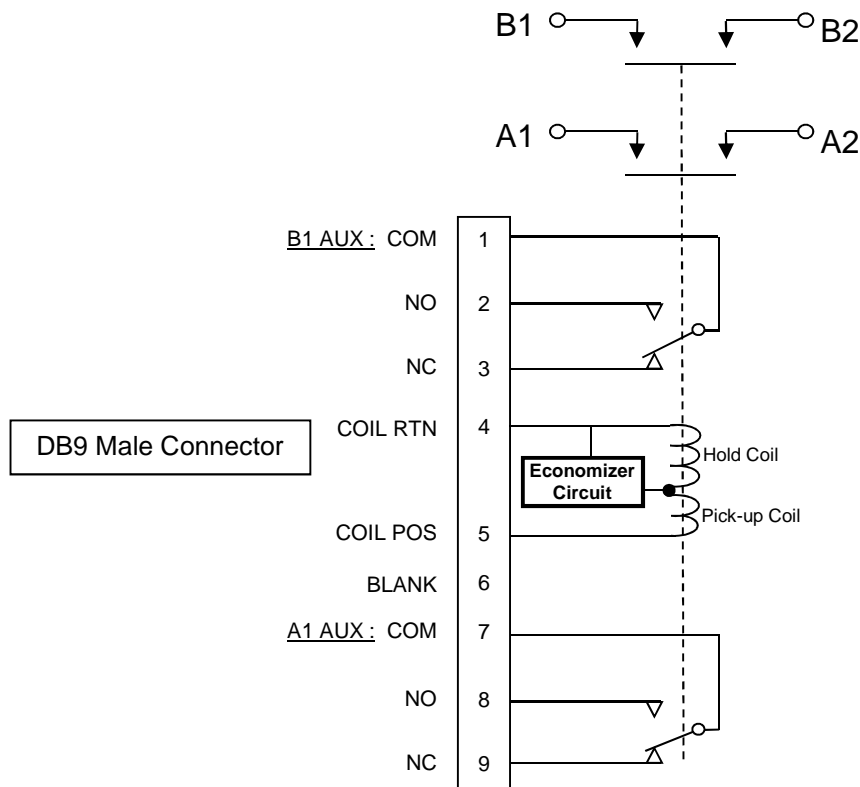 B1 B2
A1 A2
B1 AUX : COM 1
NO 2
NC 3
COIL RTN 4
DB9 Male Connector
Hold Coil
Economizer
Circuit
Pick-up Coil
COIL POS 5
BLANK 6
A1 AUX : COM 7
NO 8
NC 9